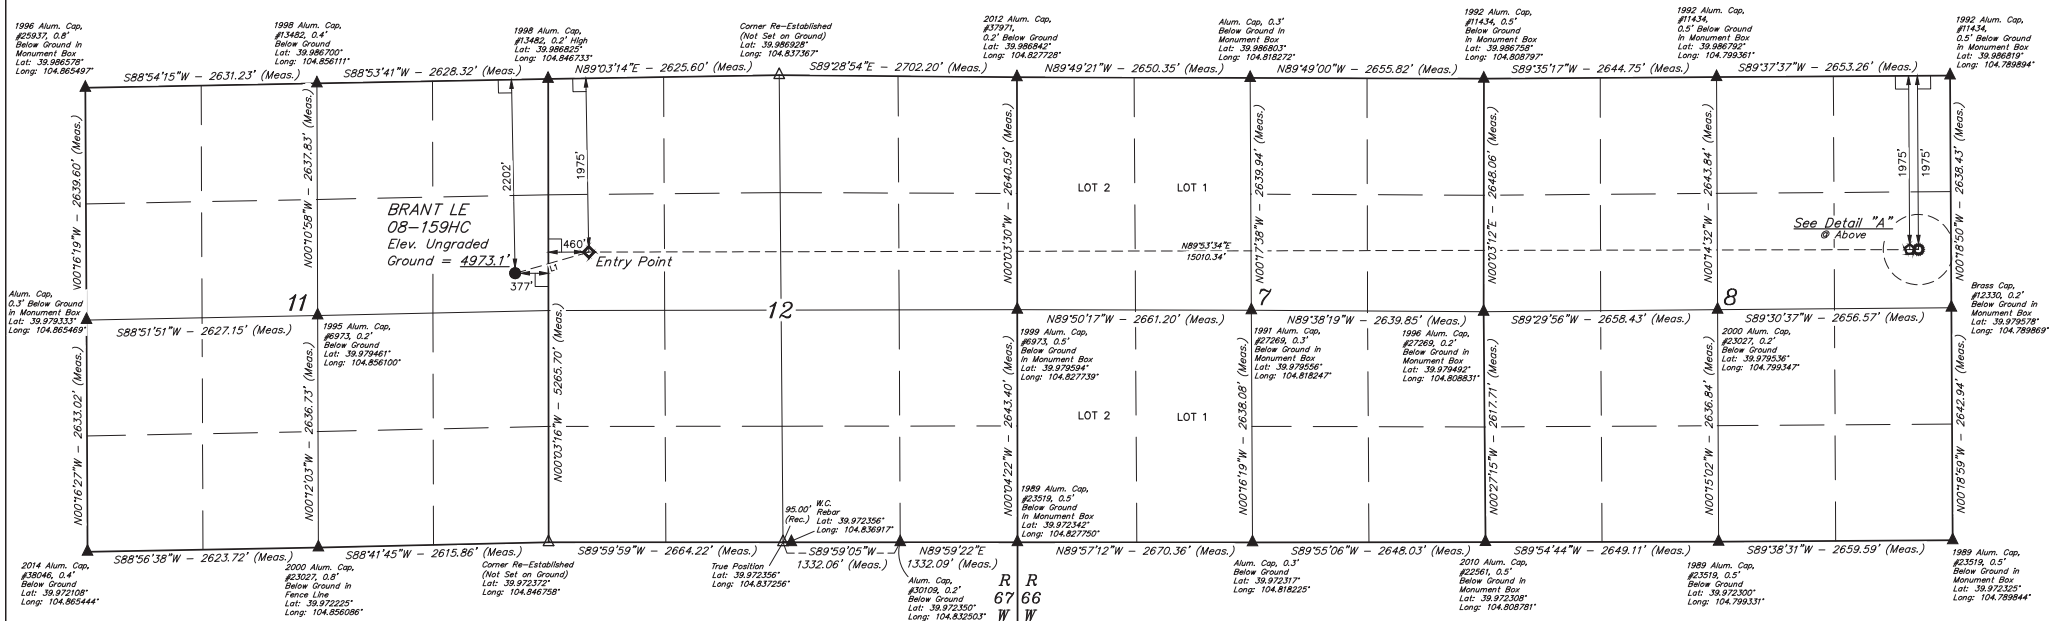 1996 Alum. Cap,
#25937, 0.8'
Below Ground in
Monument Box
Lat: 39.986578°
Long: 104.865497°
1998 Alum. Cap,
#13482, 0.4'
Below Ground
Lat: 39.986700°
Long: 104.856111°
1998 Alum. Cap,
#13482, 0.2' High
Lat: 39.986825°
Long: 104.846733°
Corner Re-Established
(Not Set on Ground)
Lat: 39.986928°
Long: 104.837367°
2012 Alum. Cap,
#37971,
0.2' Below Ground
Lat: 39.986842°
Long: 104.827728°
Alum. Cap, 0.3'
Below Ground in
Monument Box
Lat: 39.986803°
Long: 104.818272°
1992 Alum. Cap,
#11434, 0.5'
Below Ground
in Monument Box
Lat: 39.986758°
Long: 104.808797°
1992 Alum. Cap,
#11434,
0.5' Below Ground
in Monument Box
Lat: 39.986792°
Long: 104.799361°
1992 Alum. Cap,
#11434,
0.5' Below Ground
in Monument Box
Lat: 39.986819°
Long: 104.789894°
S88°54'15"W - 2631.23' (Meas.)
S88°53'41"W - 2628.32' (Meas.)
N89°03'14"E - 2625.60' (Meas.)
S89°28'54"E - 2702.20' (Meas.)
N89°49'21"W - 2650.35' (Meas.)
N89°49'00"W - 2655.82' (Meas.)
S89°35'17"W - 2644.75' (Meas.)
S89°37'37"W - 2653.26' (Meas.)
N00°16'19"W - 2639.60' (Meas.)
N00°10'58"W - 2637.83' (Meas.)
2202'
1975'
N00°03'30"W - 2640.59' (Meas.)
LOT 2
LOT 1
N00°17'38"W - 2639.94' (Meas.)
N00°03'12"E - 2648.06' (Meas.)
N00°14'32"W - 2643.84' (Meas.)
1975'
1975'
N00°18'50"W - 2638.43' (Meas.)
BRANT LE
08-159HC
Elev. Ungraded
Ground = 4973.1'
460'
Entry Point
L1
377'
N89°53'34"E
15010.34'
See Detail "A"
@ Above
Alum. Cap,
0.3' Below Ground
in Monument Box
Lat: 39.979333°
Long: 104.865469°
11
12
7
8
Brass Cap,
#12330, 0.2'
Below Ground in
Monument Box
Lat: 39.979578°
Long: 104.789869°
S88°51'51"W - 2627.15' (Meas.)
1995 Alum. Cap,
#6973, 0.2'
Below Ground
Lat: 39.979461°
Long: 104.856100°
N89°50'17"W - 2661.20' (Meas.)
N89°38'19"W - 2639.85' (Meas.)
S89°29'56"W - 2658.43' (Meas.)
S89°30'37"W - 2656.57' (Meas.)
1999 Alum. Cap,
#6973, 0.5'
Below Ground
In Monument Box
Lat: 39.979594°
Long: 104.827739°
1991 Alum. Cap,
#27269, 0.3'
Below Ground in
Monument Box
Lat: 39.979556°
Long: 104.818247°
1996 Alum. Cap,
#27269, 0.2'
Below Ground in
Monument Box
Lat: 39.979492°
Long: 104.808831°
2000 Alum. Cap,
#23027, 0.2'
Below Ground
Lat: 39.979536°
Long: 104.799347°
N00°16'27"W - 2633.02' (Meas.)
N00°12'03"W - 2636.73' (Meas.)
N00°03'16"W - 5265.70' (Meas.)
N00°04'22"W - 2643.40' (Meas.)
LOT 2
LOT 1
N00°16'19"W - 2638.08' (Meas.)
N00°27'15"W - 2617.71' (Meas.)
N00°15'02"W - 2636.84' (Meas.)
N00°18'59"W - 2642.94' (Meas.)
95.00'
(Rec.)
W.C.
Rebar
Lat: 39.972356°
Long: 104.836917°
1989 Alum. Cap,
#23519, 0.5'
Below Ground
In Monument Box
Lat: 39.972342°
Long: 104.827750°
S88°56'38"W - 2623.72' (Meas.)
S88°41'45"W - 2615.86' (Meas.)
S89°59'59"W - 2664.22' (Meas.)
S89°59'05"W
1332.06' (Meas.)
N89°59'22"E
1332.09' (Meas.)
N89°57'12"W - 2670.36' (Meas.)
S89°55'06"W - 2648.03' (Meas.)
S89°54'44"W - 2649.11' (Meas.)
S89°38'31"W - 2659.59' (Meas.)
2014 Alum. Cap,
#38046, 0.4'
Below Ground
Lat: 39.972108°
Long: 104.865444°
2000 Alum. Cap,
#23027, 0.8'
Below Ground in
Fence Line
Lat: 39.972225°
Long: 104.856086°
Corner Re-Established
(Not Set on Ground)
Lat: 39.972372°
Long: 104.846758°
True Position
Lat: 39.972356°
Long: 104.837256°
Alum. Cap,
#30109, 0.2'
Below Ground
Lat: 39.972350°
Long: 104.832503°
R R
67 66
W W
Alum. Cap, 0.3'
Below Ground
Lat: 39.972317°
Long: 104.818225°
2010 Alum. Cap,
#22561, 0.5'
Below Ground in
Monument Box
Lat: 39.972308°
Long: 104.808781°
1989 Alum. Cap,
#23519, 0.5'
Below Ground
Lat: 39.972300°
Long: 104.799331°
1989 Alum. Cap,
#23519, 0.5'
Below Ground in
Monument Box
Lat: 39.972325°
Long: 104.789844°